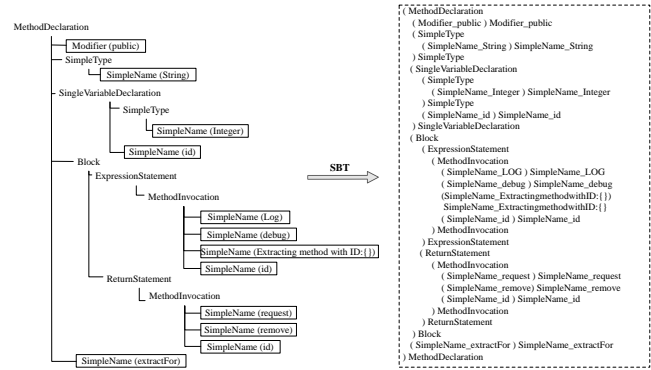 MethodDeclaration
Modifier (public)
SimpleType
SimpleName (String)
SingleVariableDeclaration
SimpleType
SimpleName (Integer)
SimpleName (id)
Block
ExpressionStatement
MethodInvocation
SimpleName (Log)
SimpleName (debug)
SimpleName (Extracting method with ID:{})
SimpleName (id)
ReturnStatement
MethodInvocation
SimpleName (request)
SimpleName (remove)
SimpleName (id)
SimpleName (extractFor)
SBT
( MethodDeclaration
( Modifier_public ) Modifier_public
( SimpleType
( SimpleName_String ) SimpleName_String
) SimpleType
( SingleVariableDeclaration
( SimpleType
( SimpleName_Integer ) SimpleName_Integer
) SimpleType
( SimpleName_id ) SimpleName_id
) SingleVariableDeclaration
( Block
( ExpressionStatement
( MethodInvocation
( SimpleName_LOG ) SimpleName_LOG
( SimpleName_debug ) SimpleName_debug
(SimpleName_ExtractingmethodwithID:{})
SimpleName_ExtractingmethodwithID:{}
( SimpleName_id ) SimpleName_id
) MethodInvocation
) ExpressionStatement
( ReturnStatement
( MethodInvocation
( SimpleName_request ) SimpleName_request
( SimpleName_remove) SimpleName_remove
( SimpleName_id ) SimpleName_id
) MethodInvocation
) ReturnStatement
) Block
( SimpleName_extractFor ) SimpleName_extractFor
) MethodDeclaration